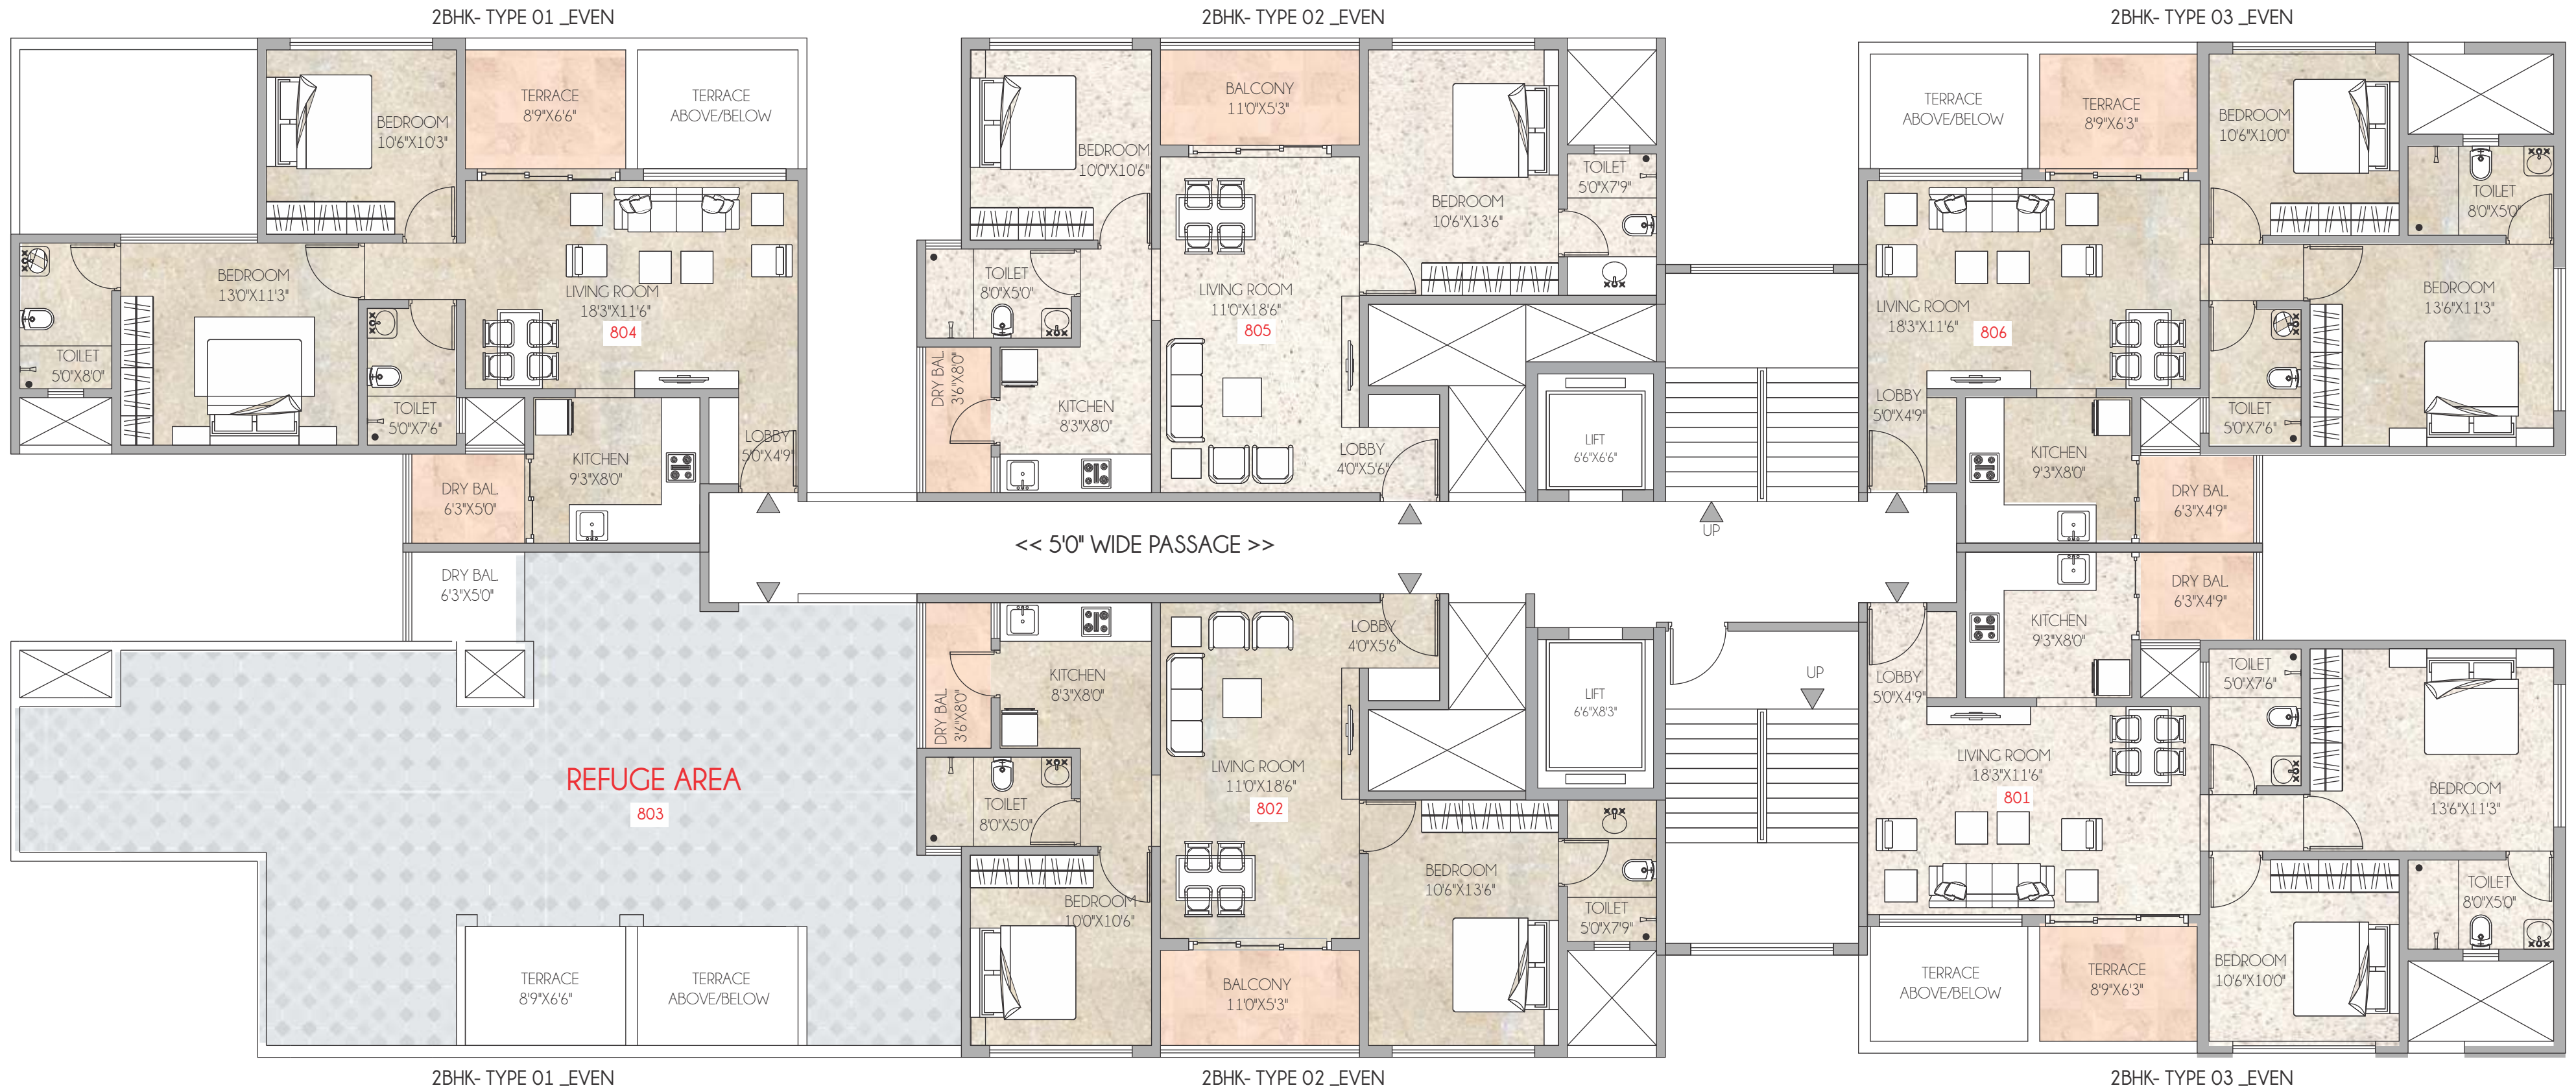 2BHK- TYPE 01 _EVEN
2BHK- TYPE 02 _EVEN
2BHK- TYPE 03 _EVEN
BEDROOM
10'6"X10'3"
TERRACE
8'9"X6'6"
TERRACE
ABOVE/BELOW
BEDROOM
13'0"X11'3"
LIVING ROOM
18'3"X11'6"
804
TOILET
5'0"X8'0"
TOILET
5'0"X7'6"
LOBBY
5'0"X4'9"
KITCHEN
9'3"X8'0"
DRY BAL
6'3"X5'0"
BEDROOM
10'0"X10'6"
BALCONY
11'0"X5'3"
BEDROOM
10'6"X13'6"
TOILET
5'0"X7'9"
TOILET
8'0"X5'0"
LIVING ROOM
11'0"X18'6"
805
DRY BAL
3'6"X8'0"
KITCHEN
8'3"X8'0"
LOBBY
4'0"X5'6"
LIFT
6'6"X6'6"
UP
TERRACE
ABOVE/BELOW
TERRACE
8'9"X6'3"
BEDROOM
10'6"X10'0"
TOILET
8'0"X5'0"
LIVING ROOM
18'3"X11'6"
806
BEDROOM
13'6"X11'3"
LOBBY
5'0"X4'9"
TOILET
5'0"X7'6"
KITCHEN
9'3"X8'0"
DRY BAL
6'3"X4'9"
<< 5'0" WIDE PASSAGE >>
DRY BAL
6'3"X5'0"
REFUGE AREA
803
TERRACE
8'9"X6'6"
TERRACE
ABOVE/BELOW
LOBBY
4'0"X5'6"
KITCHEN
8'3"X8'0"
DRY BAL
3'6"X8'0"
LIVING ROOM
11'0"X18'6"
802
TOILET
8'0"X5'0"
BEDROOM
10'0"X10'6"
BEDROOM
10'6"X13'6"
TOILET
5'0"X7'9"
BALCONY
11'0"X5'3"
LIFT
6'6"X8'3"
UP
DRY BAL
6'3"X4'9"
KITCHEN
9'3"X8'0"
LOBBY
5'0"X4'9"
TOILET
5'0"X7'6"
LIVING ROOM
18'3"X11'6"
801
BEDROOM
13'6"X11'3"
TOILET
8'0"X5'0"
TERRACE
ABOVE/BELOW
TERRACE
8'9"X6'3"
BEDROOM
10'6"X10'0"
2BHK- TYPE 01 _EVEN
2BHK- TYPE 02 _EVEN
2BHK- TYPE 03 _EVEN